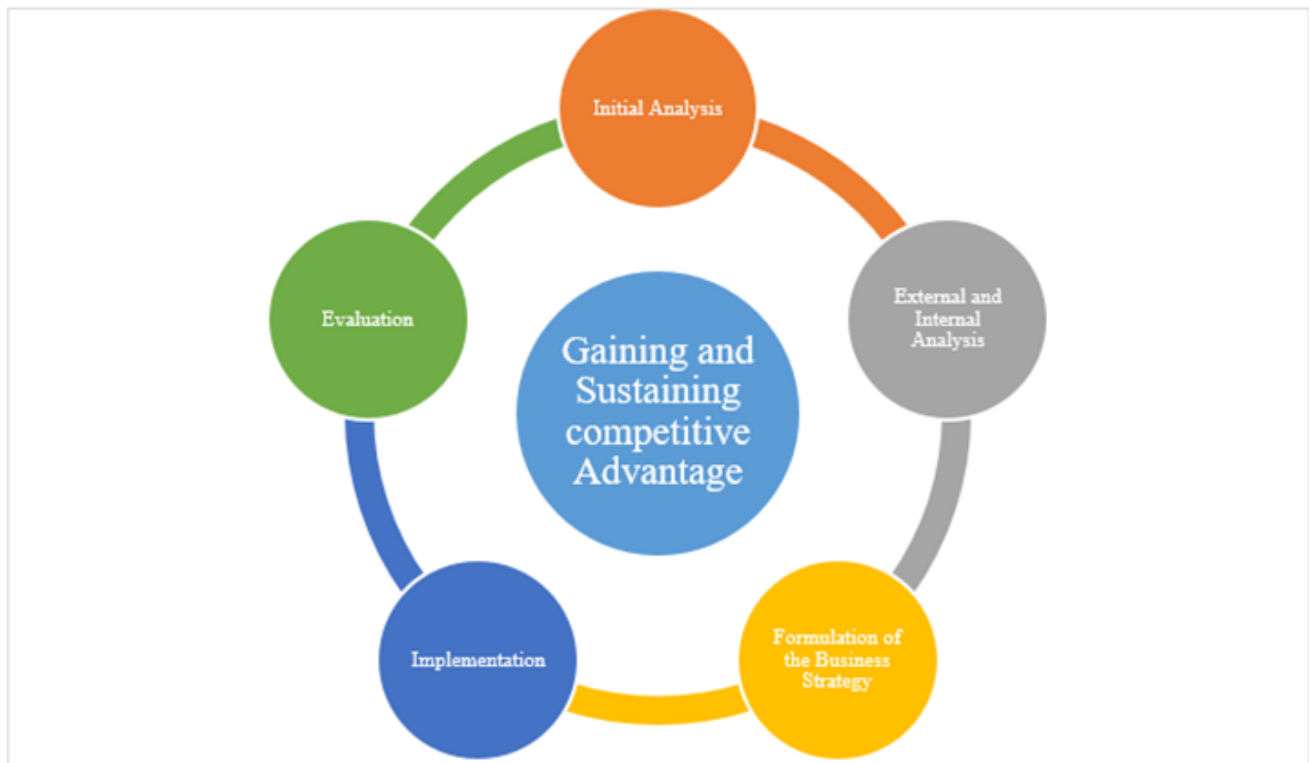 Initial Analysis
External and
Internal
Analysis
Formulation of
the Business
Strategy
Implementation
Evaluation
Gaining and
Sustaining
competitive
Advantage